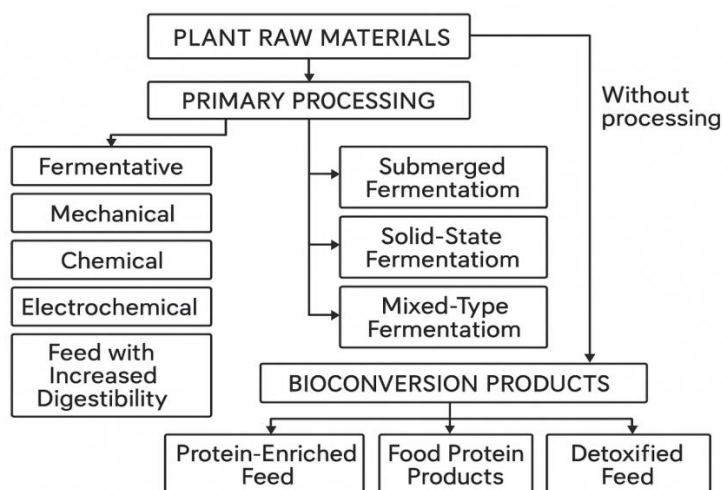 PLANT RAW MATERIALS
PRIMARY PROCESSING
Without
processing
Fermentative
Mechanical
Chemical
Electrochemical
Feed with
Increased
Digestibility
Submerged
Fermentatiom
Solid-State
Fermentatiom
Mixed-Type
Fermentatiom
BIOCONVERSION PRODUCTS
Protein-Enriched
Feed
Food Protein
Products
Detoxified
Feed